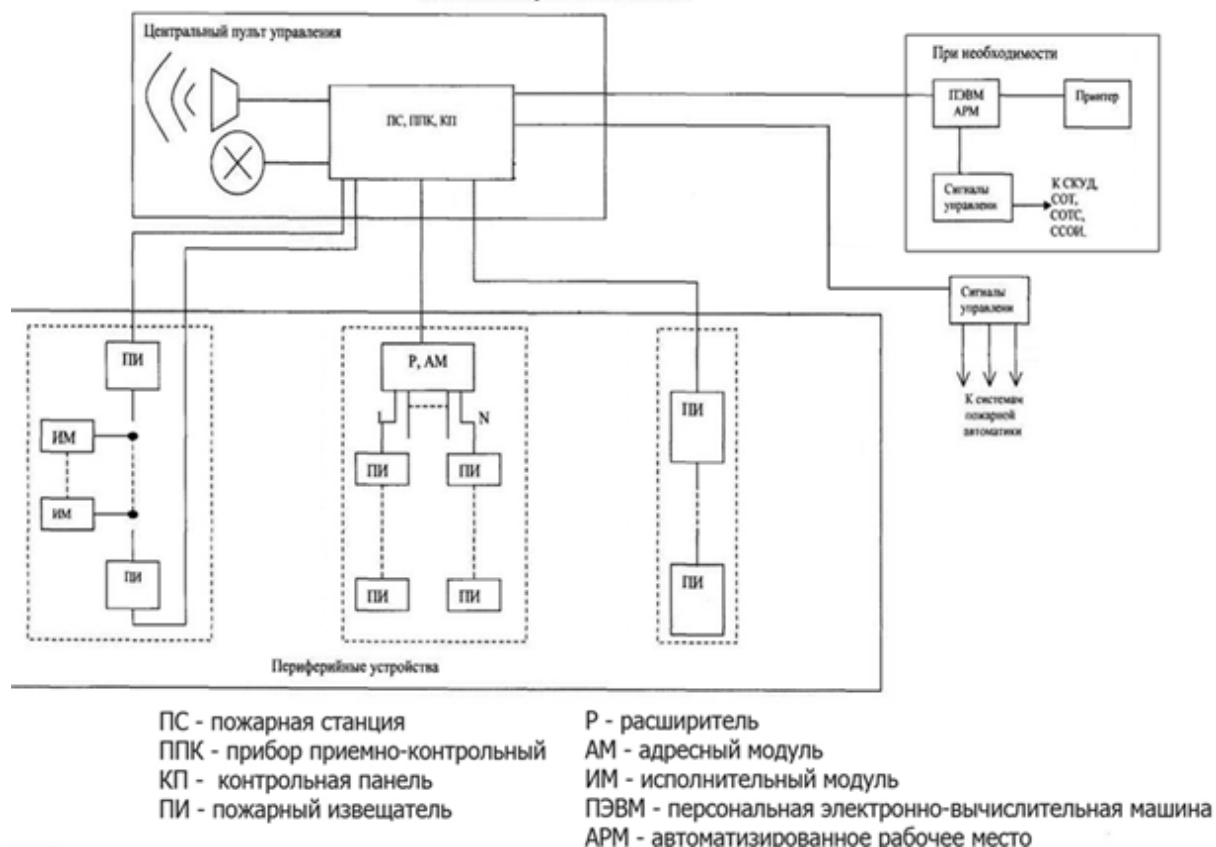 Центральный пульт управления
ПС, ППК, КП
При необходимости
ПЭВМ
АРМ
Принтер
Сигналы
управлени
К СКУД,
СОТ,
СОТС,
ССОИ.
Сигналы
управлени
К системам
пожарной
автоматики
ПИ
ИМ
ИМ
ПИ
Р, АМ
1
N
ПИ
ПИ
ПИ
ПИ
ПИ
ПИ
Периферийные устройства
ПС - пожарная станция
ППК - прибор приемно-контрольный
КП - контрольная панель
ПИ - пожарный извещатель
Р - расширитель
АМ - адресный модуль
ИМ - исполнительный модуль
ПЭВМ - персональная электронно-вычислительная машина
АРМ - автоматизированное рабочее место